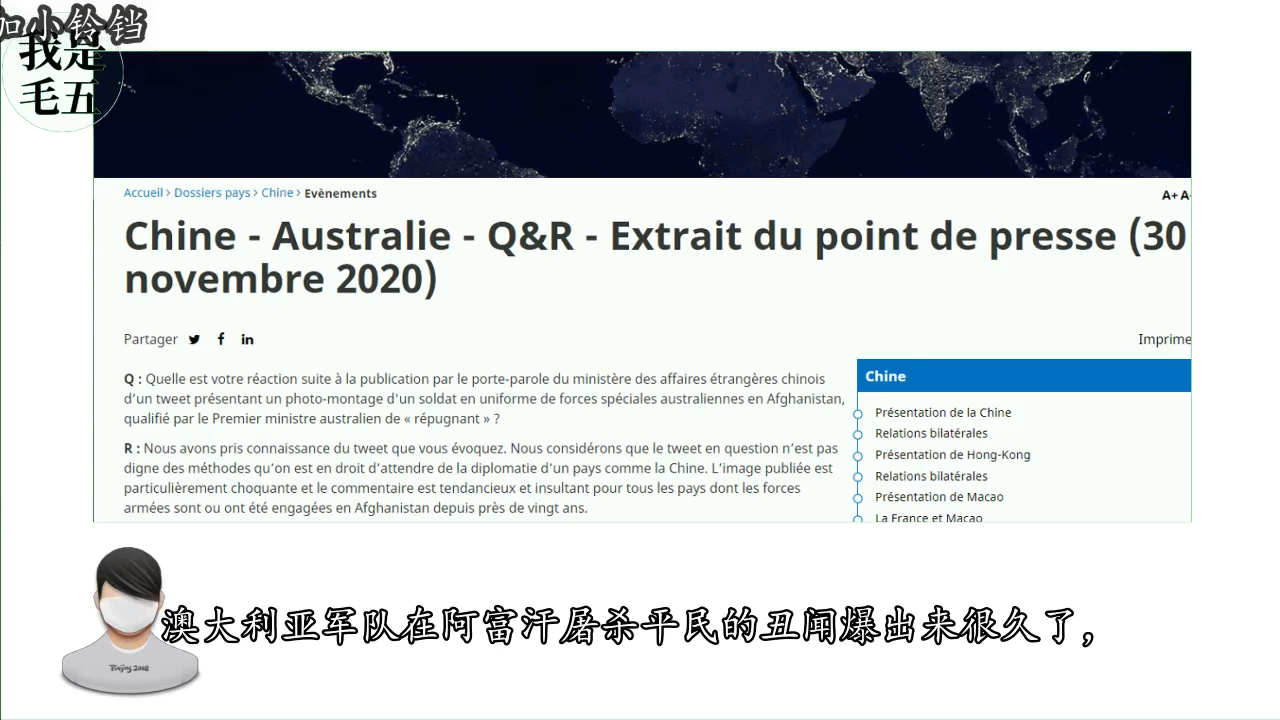 加小铃铛
我是
毛五
Accueil > Dossiers pays > Chine > Evènements
A+ A
Chine - Australie - Q&R - Extrait du point de presse (30
novembre 2020)
Partager
Imprime
Q : Quelle est votre réaction suite à la publication par le porte-parole du ministère des affaires étrangères chinois
d'un tweet présentant un photo-montage d'un soldat en uniforme de forces spéciales australiennes en Afghanistan,
qualifié par le Premier ministre australien de « répugnant » ?
R : Nous avons pris connaissance du tweet que vous évoquez. Nous considérons que le tweet en question n'est pas
digne des méthodes qu'on est en droit d'attendre de la diplomatie d'un pays comme la Chine. L'image publiée est
particulièrement choquante et le commentaire est tendancieux et insultant pour tous les pays dont les forces
armées sont ou ont été engagées en Afghanistan depuis près de vingt ans.
Chine
Présentation de la Chine
Relations bilatérales
Présentation de Hong-Kong
Relations bilatérales
Présentation de Macao
La France et Macao
澳大利亚军队在阿富汗屠杀平民的丑闻爆出来很久了，
Beijing 2008